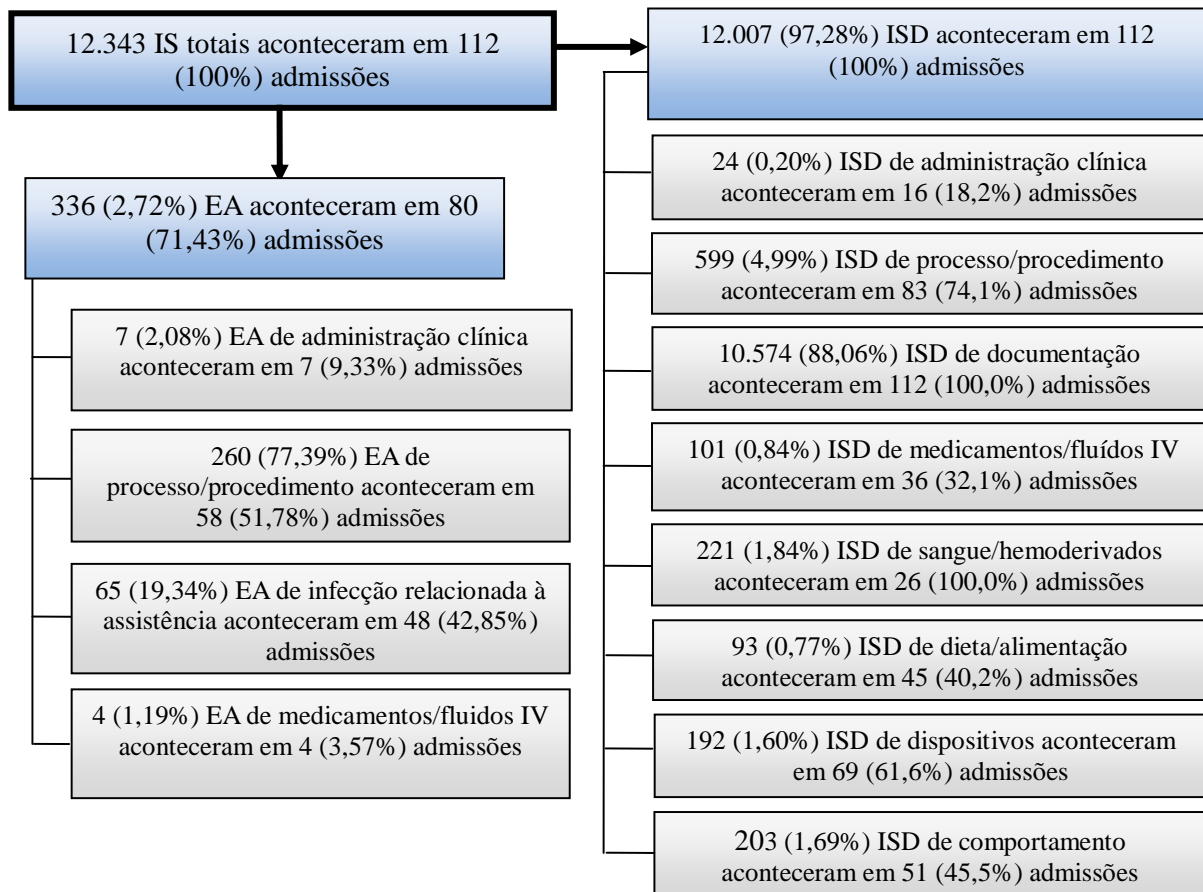 12.343 IS totais aconteceram em 112
(100%) admissões
336 (2,72%) EA aconteceram em 80
(71,43%) admissões
7 (2,08%) EA de administração clínica
aconteceram em 7 (9,33%) admissões
260 (77,39%) EA de
processo/procedimento aconteceram em
58 (51,78%) admissões
65 (19,34%) EA de infecção relacionada à
assistência aconteceram em 48 (42,85%)
admissões
4 (1,19%) EA de medicamentos/fluidos IV
aconteceram em 4 (3,57%) admissões
12.007 (97,28%) ISD aconteceram em 112
(100%) admissões
24 (0,20%) ISD de administração clínica
aconteceram em 16 (18,2%) admissões
599 (4,99%) ISD de processo/procedimento
aconteceram em 83 (74,1%) admissões
10.574 (88,06%) ISD de documentação
aconteceram em 112 (100,0%) admissões
101 (0,84%) ISD de medicamentos/fluídos IV
aconteceram em 36 (32,1%) admissões
221 (1,84%) ISD de sangue/hemoderivados
aconteceram em 26 (100,0%) admissões
93 (0,77%) ISD de dieta/alimentação
aconteceram em 45 (40,2%) admissões
192 (1,60%) ISD de dispositivos aconteceram
em 69 (61,6%) admissões
203 (1,69%) ISD de comportamento
aconteceram em 51 (45,5%) admissões